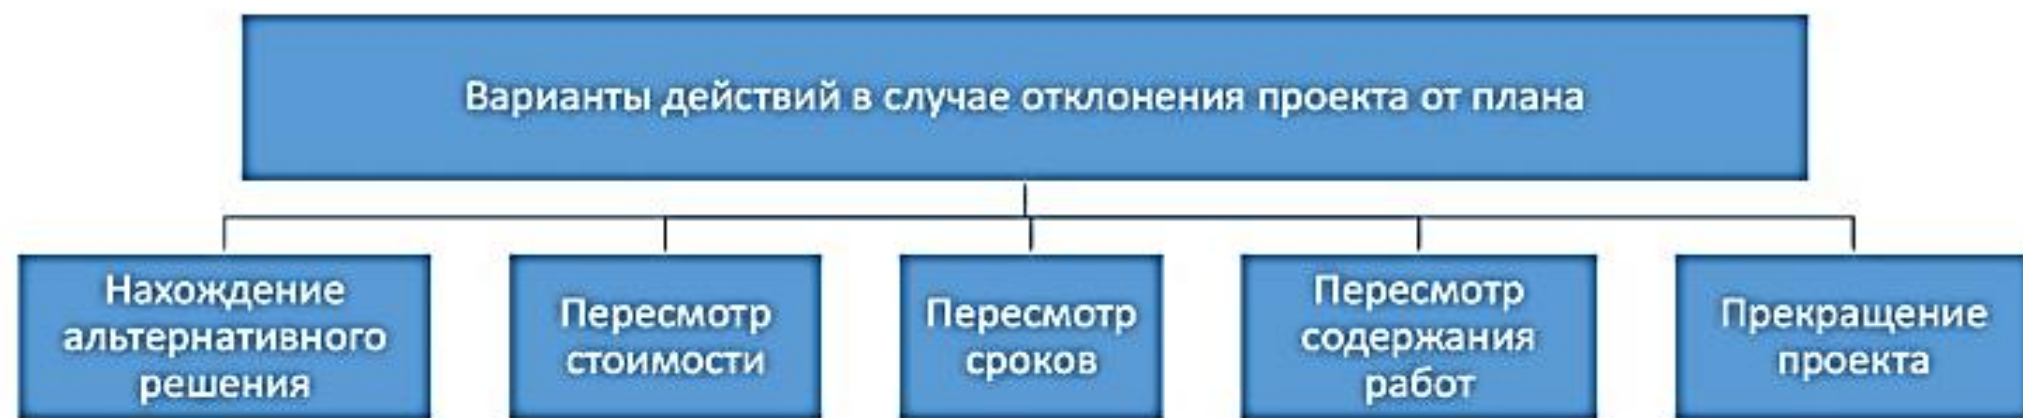 Варианты действий в случае отклонения проекта от плана
Нахождение
альтернативного
решения
Пересмотр
стоимости
Пересмотр
сроков
Пересмотр
содержания
работ
Прекращение
проекта